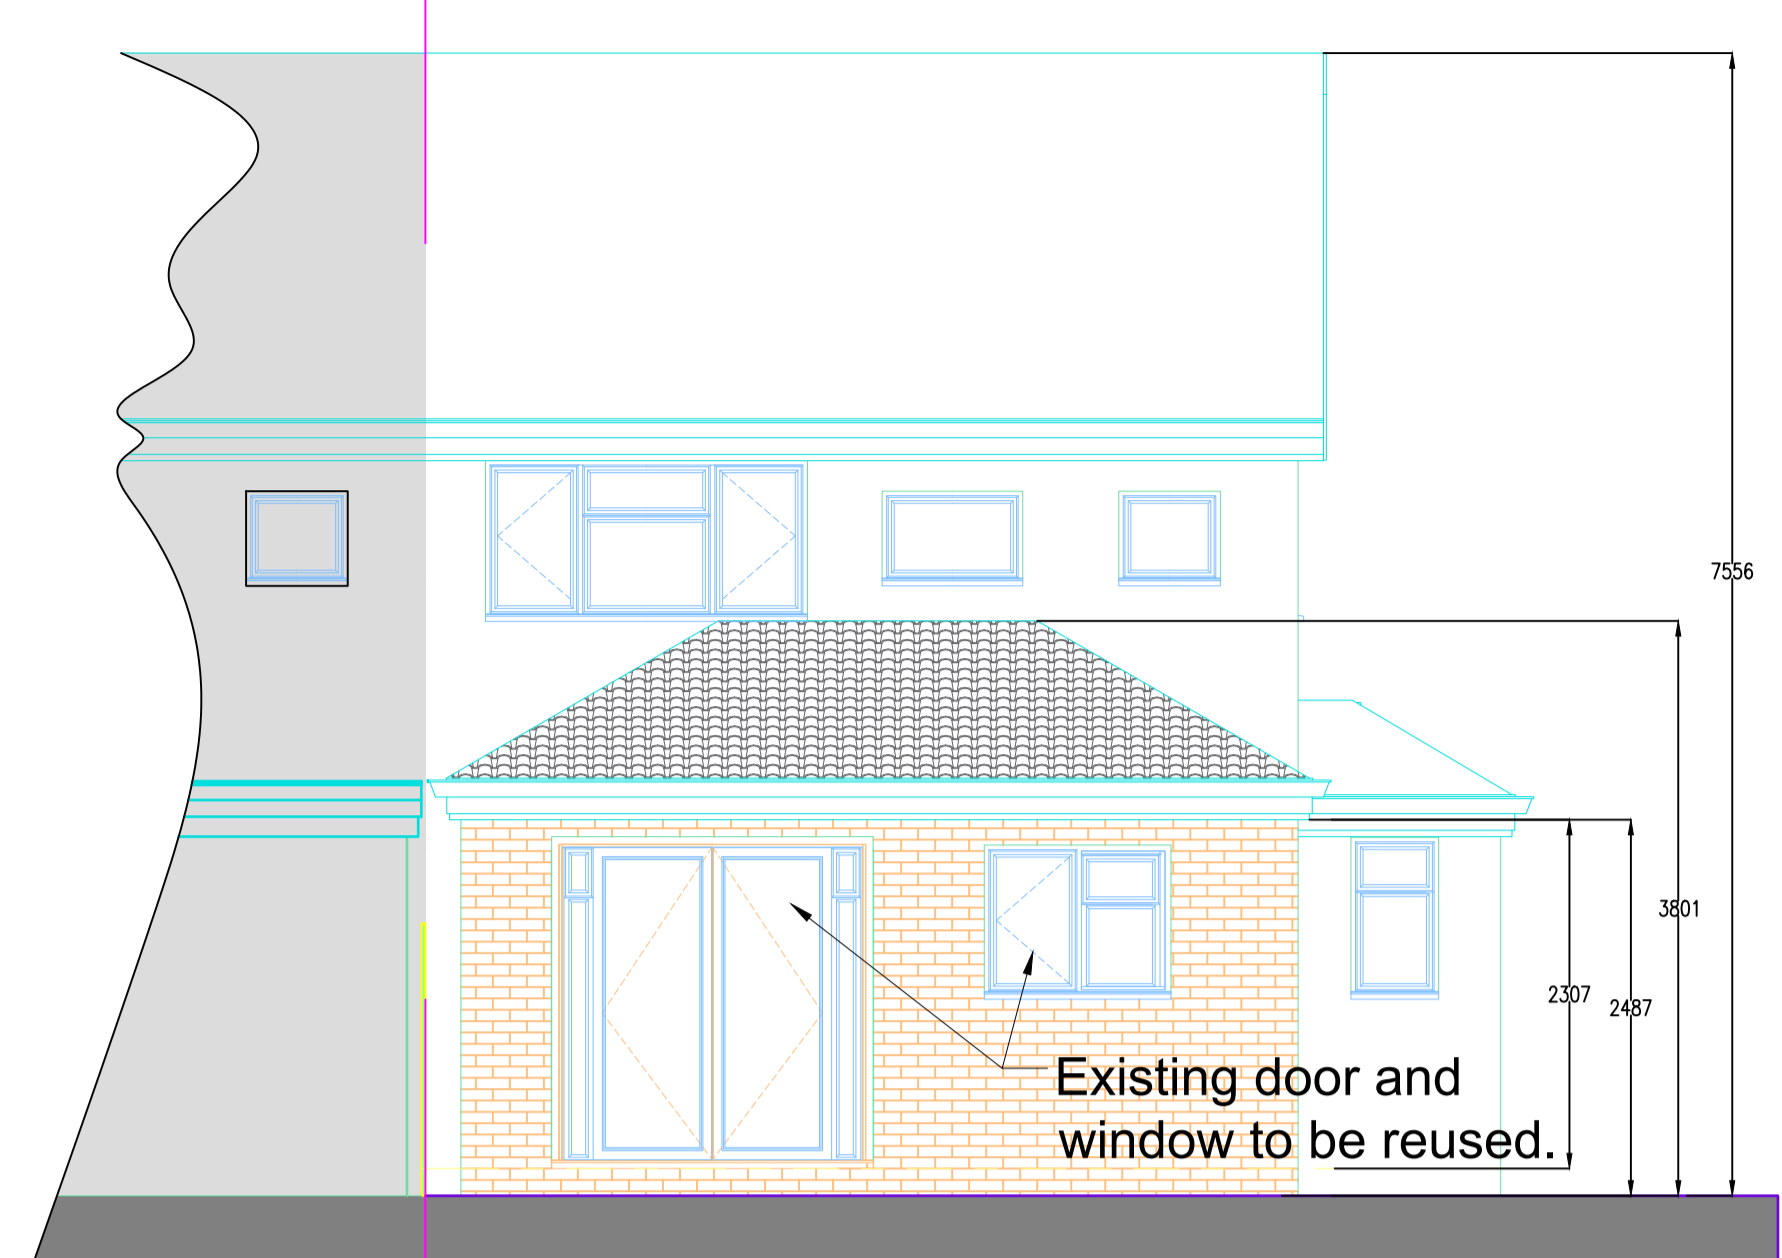 7556
3801
2307
2487
Existing door and
window to be reused.